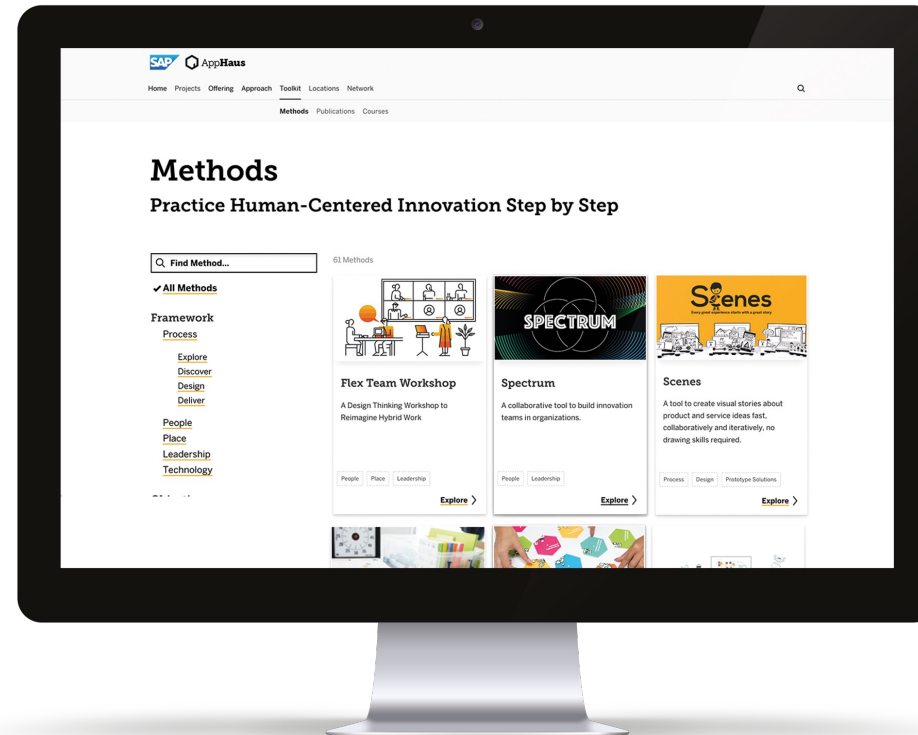 SAP AppHaus
Home Projects Offering Approach Toolkit Locations Network
Methods Publications Courses
Methods
Practice Human-Centered Innovation Step by Step
Find Method...
All Methods
Framework
Process
Explore
Discover
Design
Deliver
People
Place
Leadership
Technology
61 Methods
Flex Team Workshop
A Design Thinking Workshop to
Reimagine Hybrid Work
People Place Leadership
Explore
SPECTRUM
Spectrum
A collaborative tool to build innovation
teams in organizations.
People Leadership
Explore
Scenes
Every great experience starts with a great story
Scenes
A tool to create visual stories about
product and service ideas fast,
collaboratively and iteratively, no
drawing skills required.
Process Design Prototype Solutions
Explore